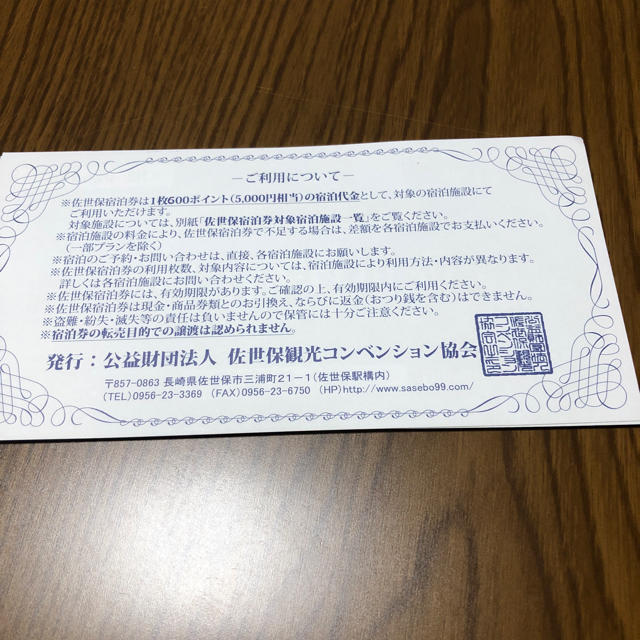 ―ご利用について―
※佐世保宿泊券は1枚600ポイント(5,000円相当)の宿泊代金として、対象の宿泊施設にて
ご利用いただけます。
対象施設については、別紙「佐世保宿泊券対象宿泊施設一覧」をご覧ください。
※宿泊施設の料金により、佐世保宿泊券で不足する場合は、差額を各宿泊施設でお支払いください。
(一部プランを除く)
※宿泊のご予約・お問い合わせは、直接、各宿泊施設にお願いします。
※佐世保宿泊券の利用枚数、対象内容については、宿泊施設により利用方法・内容が異なります。
詳しくは各宿泊施設にお問い合わせください。
※佐世保宿泊券には、有効期限があります。ご確認の上、有効期限内にご利用ください。
※佐世保宿泊券は現金・商品券類とのお引換え、ならびに返金(おつり銭を含む)はできません。
※盗難・紛失・滅失等の責任は負いませんので保管には十分ご注意ください。
※宿泊券の転売目的での譲渡は認められません。
発行：公益財団法人 佐世保観光コンベンション協会
〒857-0863 長崎県佐世保市三浦町21-1(佐世保駅構内)
(TEL)0956-23-3369 (FAX)0956-23-6750 (HP)http://www.sasebo99.com/